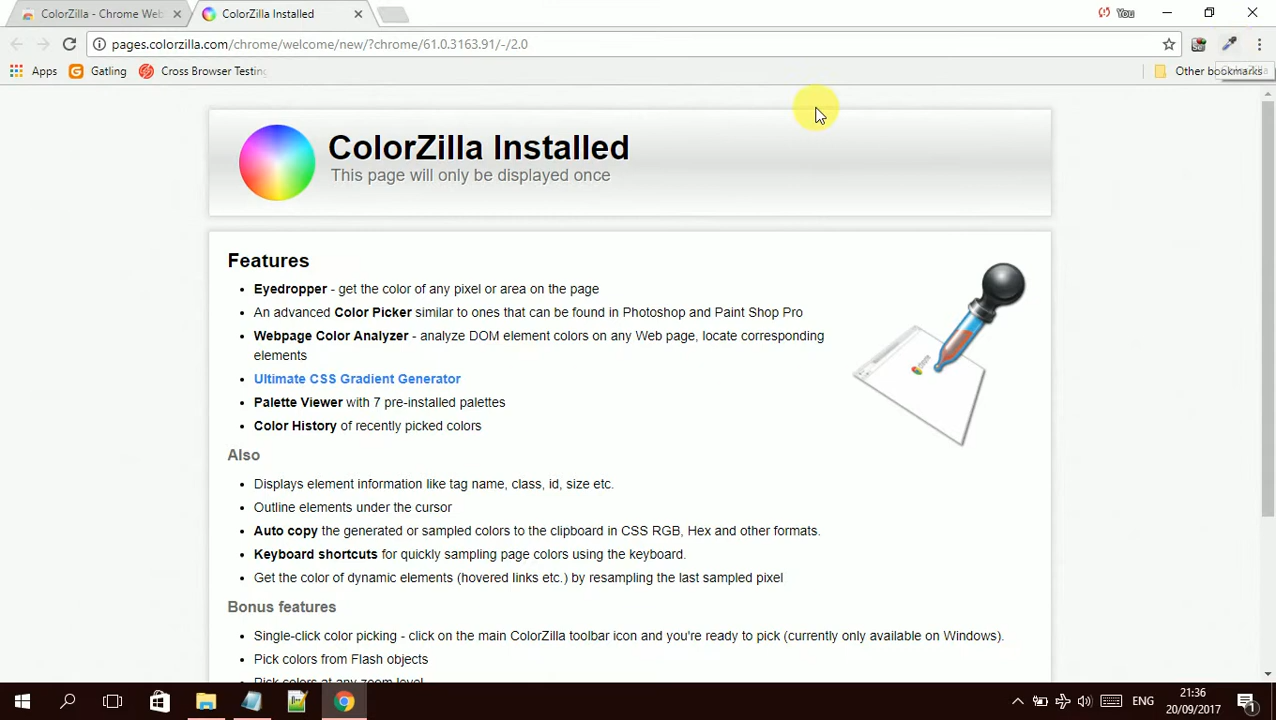 ColorZilla - Chrome Web
ColorZilla Installed
You
pages.colorzilla.com/chrome/welcome/new/?chrome/61.0.3163.91/-/2.0
Apps
Gatling
Cross Browser Testing
Other bookmarks
ColorZilla Installed
This page will only be displayed once
Features
• Eyedropper - get the color of any pixel or area on the page
• An advanced Color Picker similar to ones that can be found in Photoshop and Paint Shop Pro
• Webpage Color Analyzer - analyze DOM element colors on any Web page, locate corresponding
elements
• Ultimate CSS Gradient Generator
• Palette Viewer with 7 pre-installed palettes
• Color History of recently picked colors
Also
• Displays element information like tag name, class, id, size etc.
• Outline elements under the cursor
• Auto copy the generated or sampled colors to the clipboard in CSS RGB, Hex and other formats.
• Keyboard shortcuts for quickly sampling page colors using the keyboard.
• Get the color of dynamic elements (hovered links etc.) by resampling the last sampled pixel
Bonus features
• Single-click color picking - click on the main ColorZilla toolbar icon and you're ready to pick (currently only available on Windows).
• Pick colors from Flash objects
• Pick colors at any zoom level
ENG
21:36
20/09/2017
1